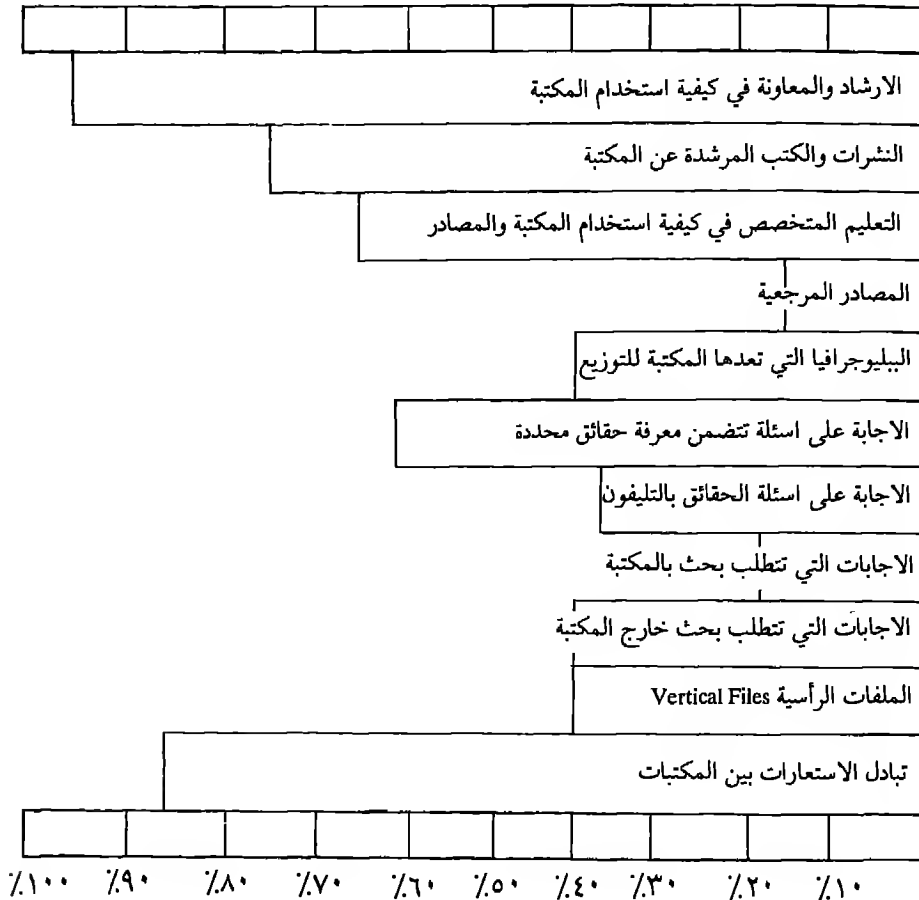 الارشاد والمعاونة في كيفية استخدام المكتبة
النشرات والكتب المرشدة عن المكتبة
التعليم المتخصص في كيفية استخدام المكتبة والمصادر
المصادر المرجعية
الببليوجرافيا التي تعدها المكتبة للتوزيع
الاجابة على اسئلة تتضمن معرفة حقائق محددة
الاجابة على اسئلة الحقائق بالتليفون
الاجابات التي تتطلب بحث بالمكتبة
الاجابات التي تتطلب بحث خارج المكتبة
الملفات الرأسية Vertical Files
تبادل الاستعارات بين المكتبات
٪١٠ ٪٢٠ ٪٣٠ ٪٤٠ ٪٥٠ ٪٦٠ ٪٧٠ ٪٨٠ ٪٩٠ ٪١٠٠